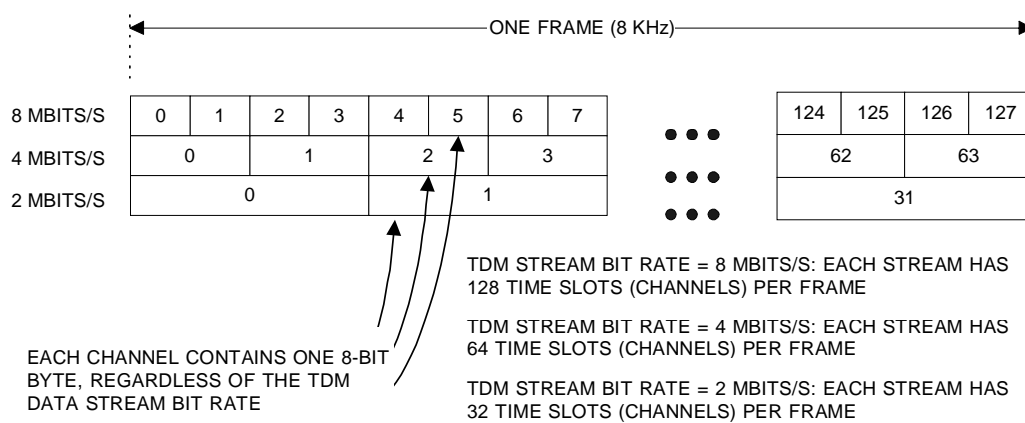 ONE FRAME (8 KHz)
8 MBITS/S 0 1 2 3 4 5 6 7 124 125 126 127
4 MBITS/S 0 1 2 3 62 63
2 MBITS/S 0 1 31
TDM STREAM BIT RATE = 8 MBITS/S: EACH STREAM HAS
128 TIME SLOTS (CHANNELS) PER FRAME
TDM STREAM BIT RATE = 4 MBITS/S: EACH STREAM HAS
64 TIME SLOTS (CHANNELS) PER FRAME
TDM STREAM BIT RATE = 2 MBITS/S: EACH STREAM HAS
32 TIME SLOTS (CHANNELS) PER FRAME
EACH CHANNEL CONTAINS ONE 8-BIT
BYTE, REGARDLESS OF THE TDM
DATA STREAM BIT RATE